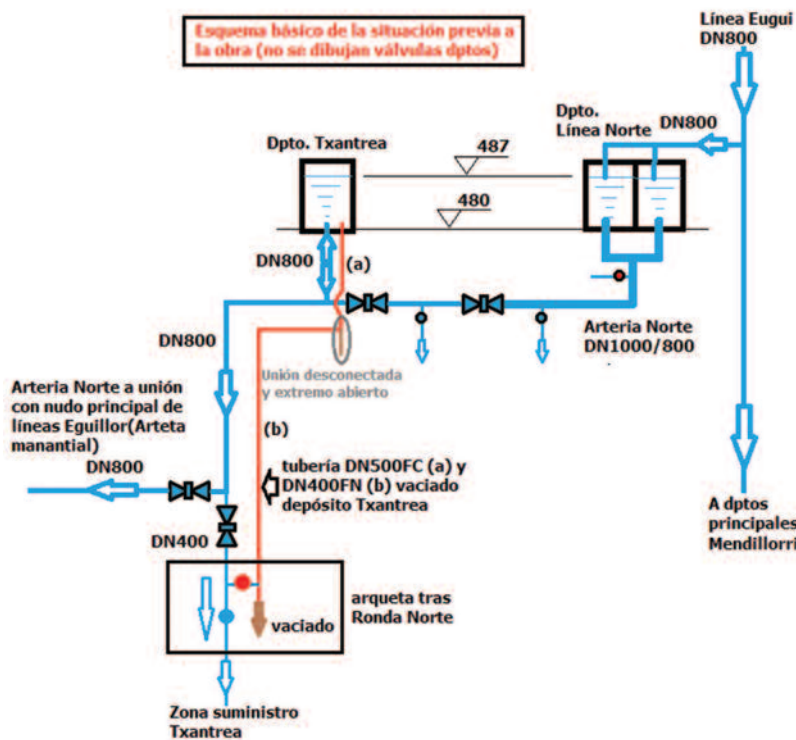 Esquema básico de la situación previa a
la obra (no se dibujan válvulas dptos)
Línea Eugui
DN800
Dpto.
Línea Norte
DN800
Dpto. Txantrea
487
480
DN800
(a)
Arteria Norte
DN1000/800
DN800
Unión desconectada
y extremo abierto
Arteria Norte a unión
con nudo principal de
líneas Eguillor(Arteta
manantial)
(b)
DN800
tubería DN500FC (a) y
DN400FN (b) vaciado
depósito Txantrea
A dptos
principales
Mendillorri
DN400
arqueta tras
Ronda Norte
vaciado
Zona suministro
Txantrea